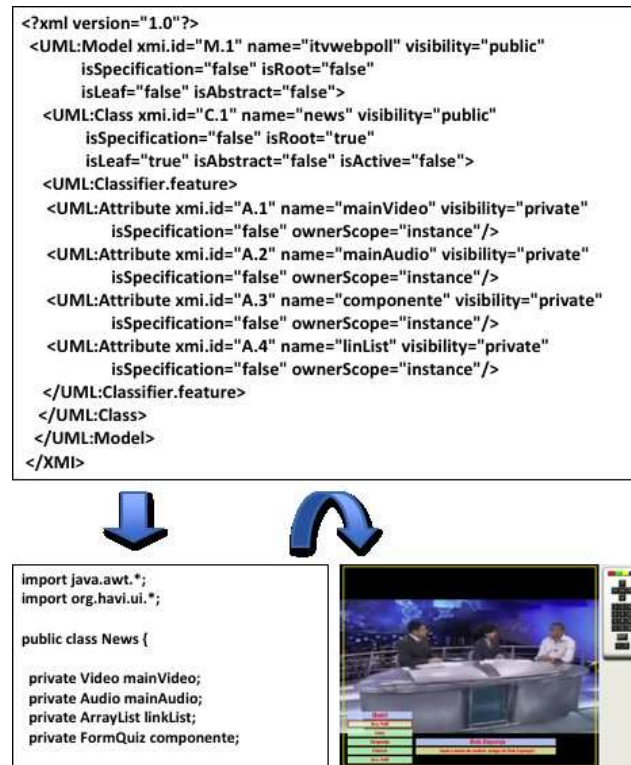 <?xml version="1.0"?>
<UML:Model xmi.id="M.1" name="itvwebpoll" visibility="public"
isSpecification="false" isRoot="false"
isLeaf="false" isAbstract="false">
<UML:Class xmi.id="C.1" name="news" visibility="public"
isSpecification="false" isRoot="true"
isLeaf="true" isAbstract="false" isActive="false">
<UML:Classifier.feature>
<UML:Attribute xmi.id="A.1" name="mainVideo" visibility="private"
isSpecification="false" ownerScope="instance"/>
<UML:Attribute xmi.id="A.2" name="mainAudio" visibility="private"
isSpecification="false" ownerScope="instance"/>
<UML:Attribute xmi.id="A.3" name="componente" visibility="private"
isSpecification="false" ownerScope="instance"/>
<UML:Attribute xmi.id="A.4" name="linList" visibility="private"
isSpecification="false" ownerScope="instance"/>
</UML:Classifier.feature>
</UML:Class>
</UML:Model>
</XMI>
import java.awt.*;
import org.havi.ui.*;
public class News {
private Video mainVideo;
private Audio mainAudio;
private ArrayList linkList;
private FormQuiz componente;